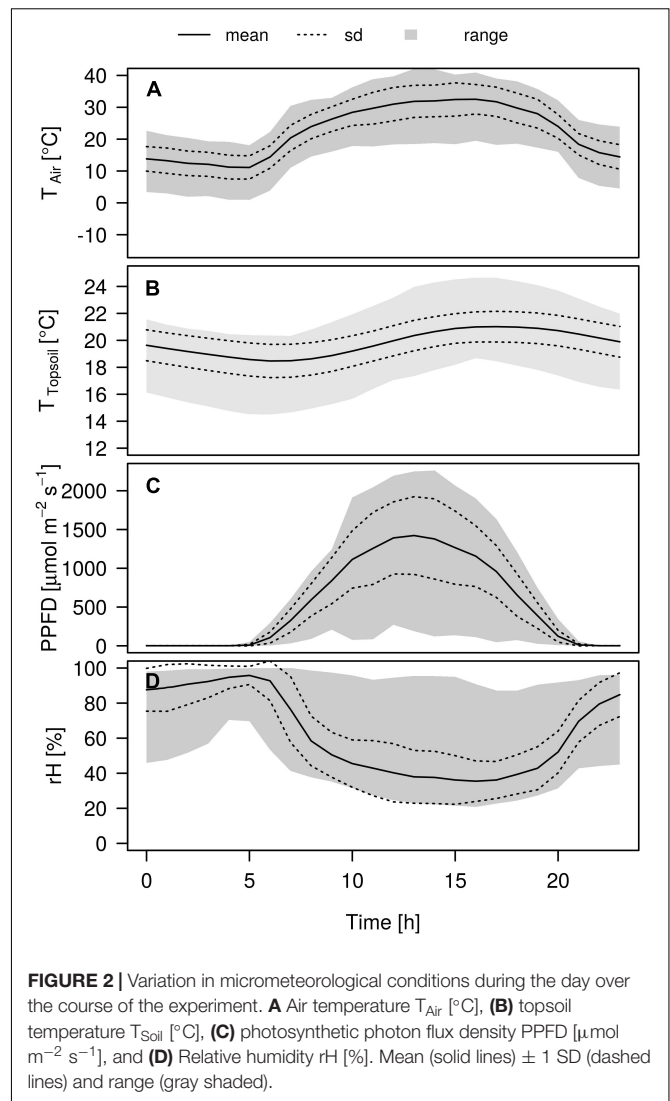 mean sd range
A
40
30
20
10
0
-10
T Air [°C]
B
24
22
20
18
16
14
12
T Topsoil [°C]
C
2000
1500
1000
500
0
PPFD [μmol m−2 s−1]
D
100
80
60
40
20
0
rH [%]
0 5 10 15 20
Time [h]
FIGURE 2 | Variation in micrometeorological conditions during the day over
the course of the experiment. A Air temperature TAir [°C], (B) topsoil
temperature TSoil [°C], (C) photosynthetic photon flux density PPFD [μmol
m−2 s−1], and (D) Relative humidity rH [%]. Mean (solid lines) ± 1 SD (dashed
lines) and range (gray shaded).